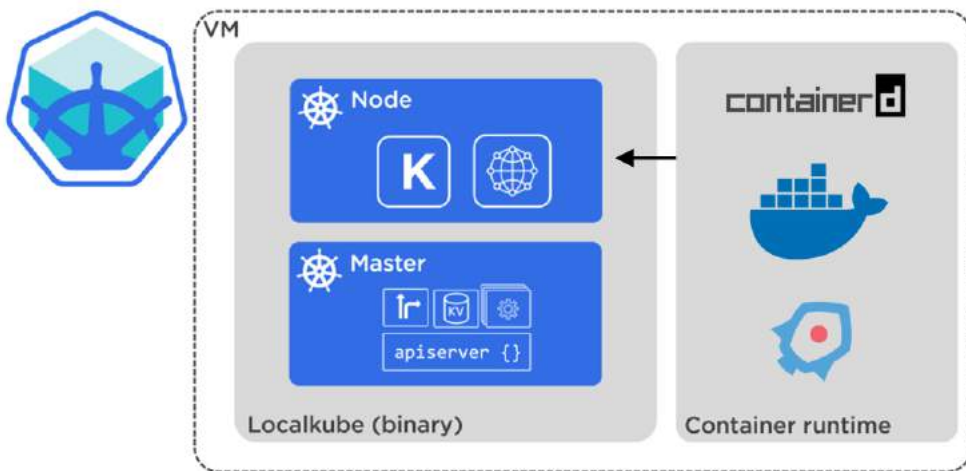 VM
Node
K
containerd
Master
KV
apiserver {}
Localkube (binary)
Container runtime